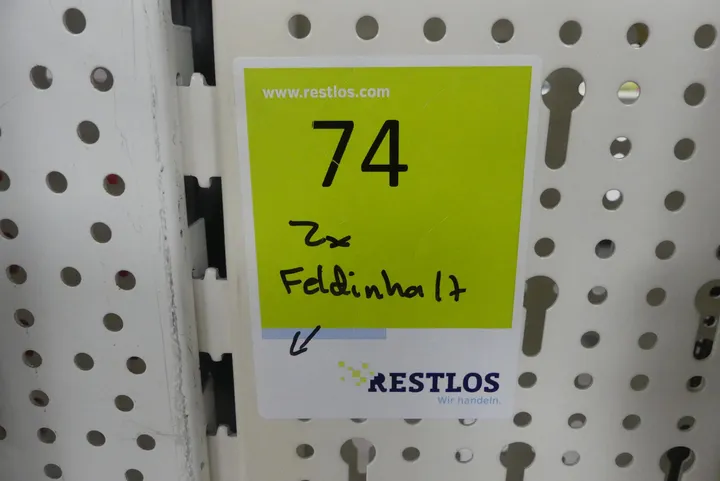 www.restlos.com
74
2x
Feldinhalt
RESTLOS
Wir handeln.